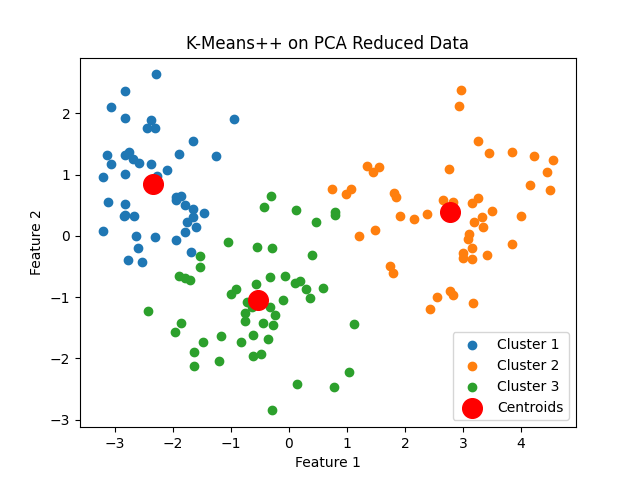 K-Means++ on PCA Reduced Data
Feature 2
2
1
0
−1
−2
−3
−3
−2
−1
0
1
2
3
4
Feature 1
Cluster 1
Cluster 2
Cluster 3
Centroids